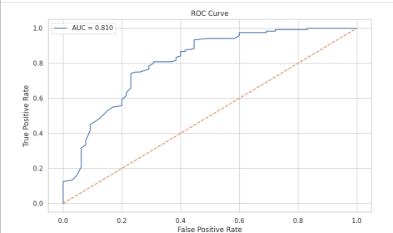 ROC Curve
AUC = 0.810
True Positive Rate
1.0
0.8
0.6
0.4
0.2
0.0
0.0 0.2 0.4 0.6 0.8 1.0
False Positive Rate